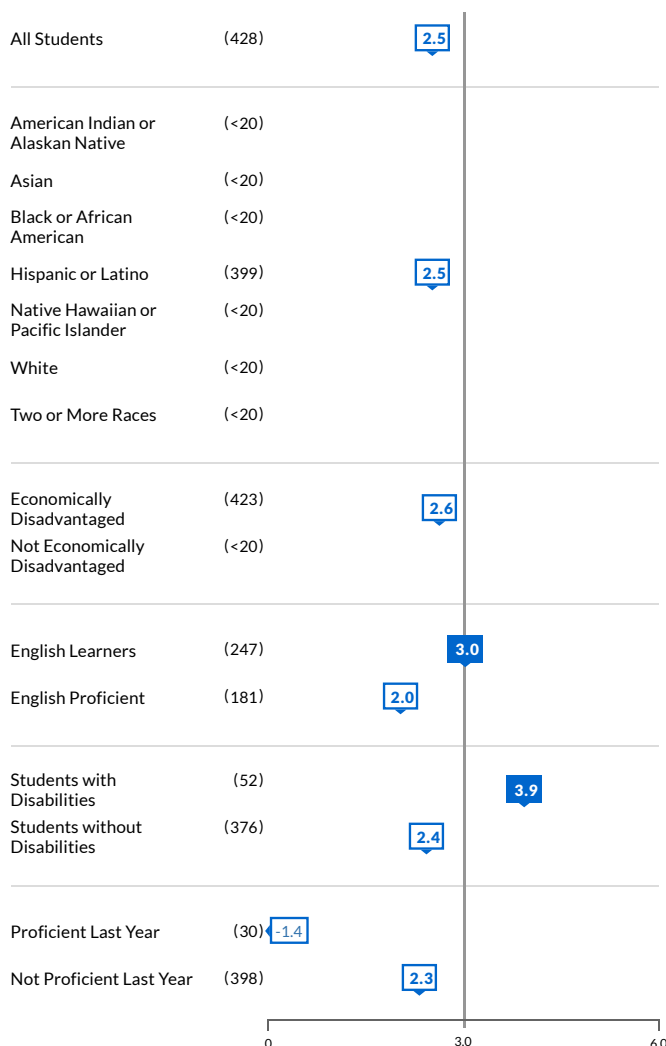 All Students (428) 2.5
American Indian or (<20)
Alaskan Native
Asian (<20)
Black or African (<20)
American
Hispanic or Latino (399) 2.5
Native Hawaiian or (<20)
Pacific Islander
White (<20)
Two or More Races (<20)
Economically (423) 2.6
Disadvantaged
Not Economically (<20)
Disadvantaged
English Learners (247) 3.0
English Proficient (181) 2.0
Students with (52) 3.9
Disabilities
Students without (376) 2.4
Disabilities
Proficient Last Year (30) -1.4
Not Proficient Last Year (398) 2.3
0 3.0 6.0